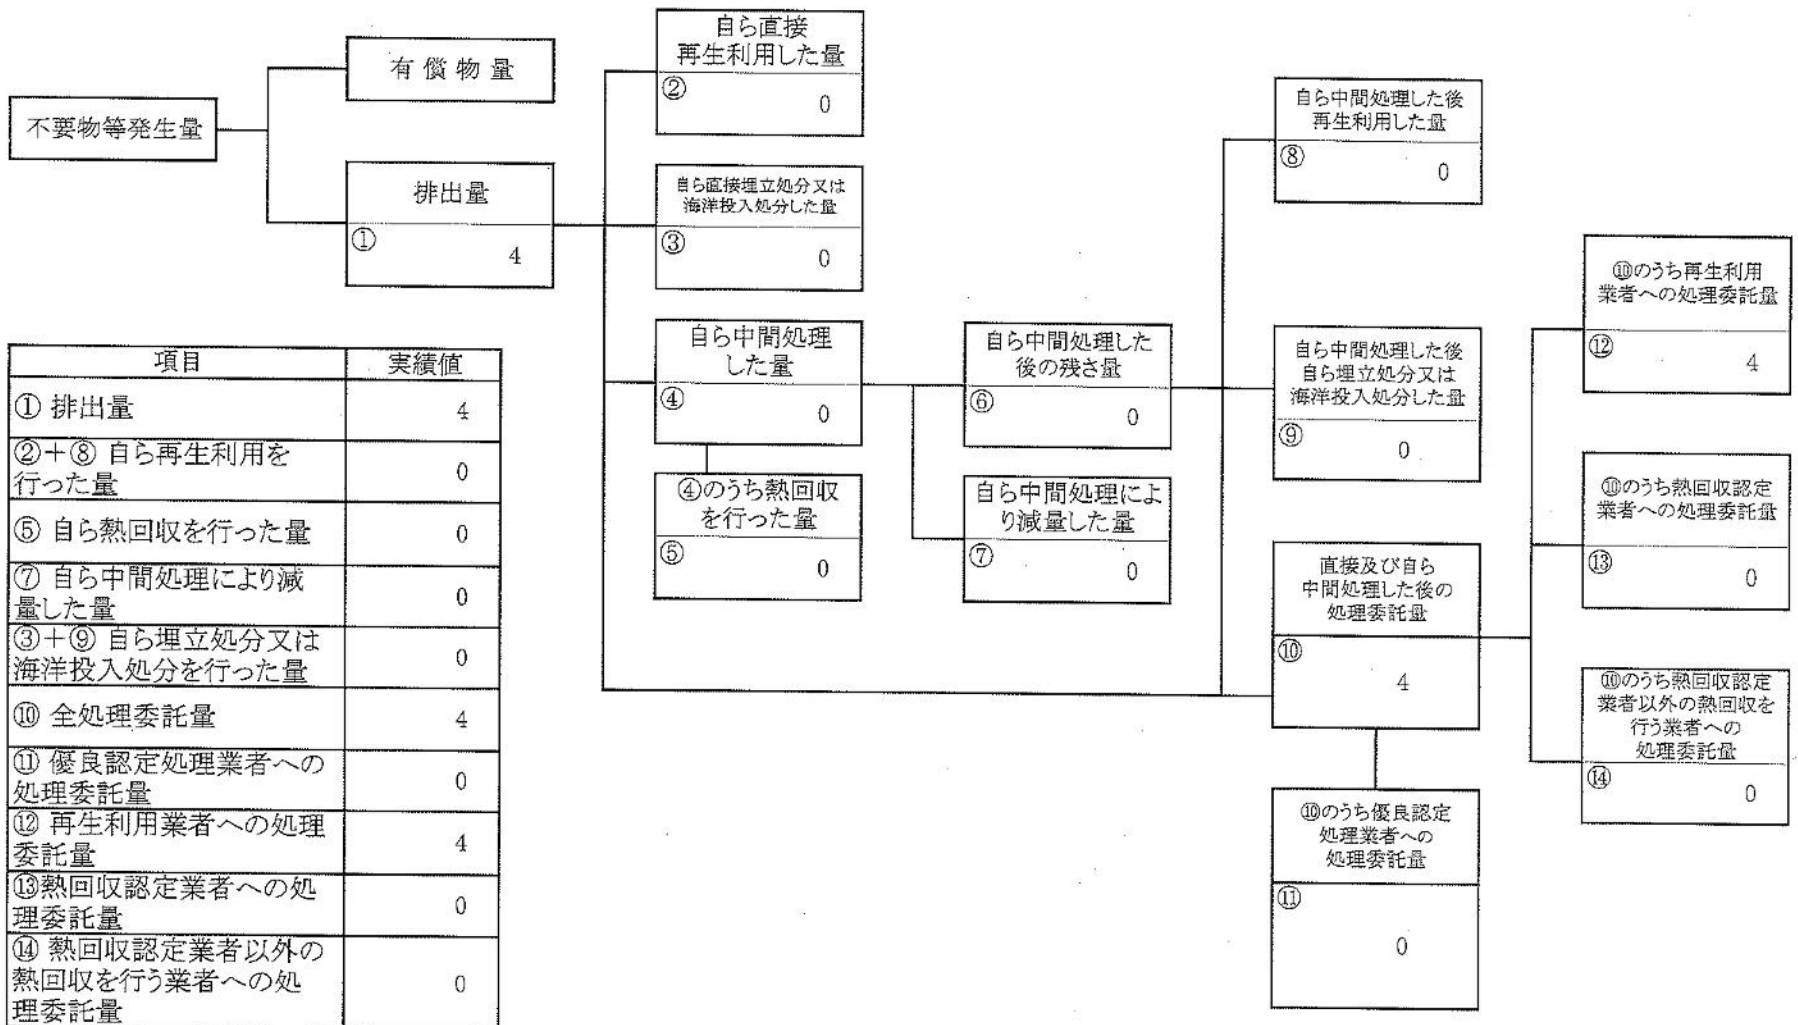 不要物等発生量
有償物量
排出量
①
4
自ら直接
再生利用した量
②
0
自ら直接埋立処分又は
海洋投入処分した量
③
0
自ら中間処理
した量
④
0
④のうち熱回収
を行った量
⑤
0
自ら中間処理した
後の残さ量
⑥
0
自ら中間処理によ
り減量した量
⑦
0
自ら中間処理した後
再生利用した量
⑧
0
自ら中間処理した後
自ら埋立処分又は
海洋投入処分した量
⑨
0
直接及び自ら
中間処理した後の
処理委託量
⑩
4
⑩のうち優良認定
処理業者への
処理委託量
⑪
0
⑩のうち再生利用
業者への処理委託量
⑫
4
⑩のうち熱回収認定
業者への処理委託量
⑬
0
⑩のうち熱回収認定
業者以外の熱回収を
行う業者への
処理委託量
⑭
0
項目 実績値
① 排出量 4
②+⑧ 自ら再生利用を
行った量 0
⑤ 自ら熱回収を行った量 0
⑦ 自ら中間処理により減
量した量 0
③+⑨ 自ら埋立処分又は
海洋投入処分を行った量 0
⑩ 全処理委託量 4
⑪ 優良認定処理業者への
処理委託量 0
⑫ 再生利用業者への処理
委託量 4
⑬熱回収認定業者への処
理委託量 0
⑭ 熱回収認定業者以外の
熱回収を行う業者への処
理委託量 0